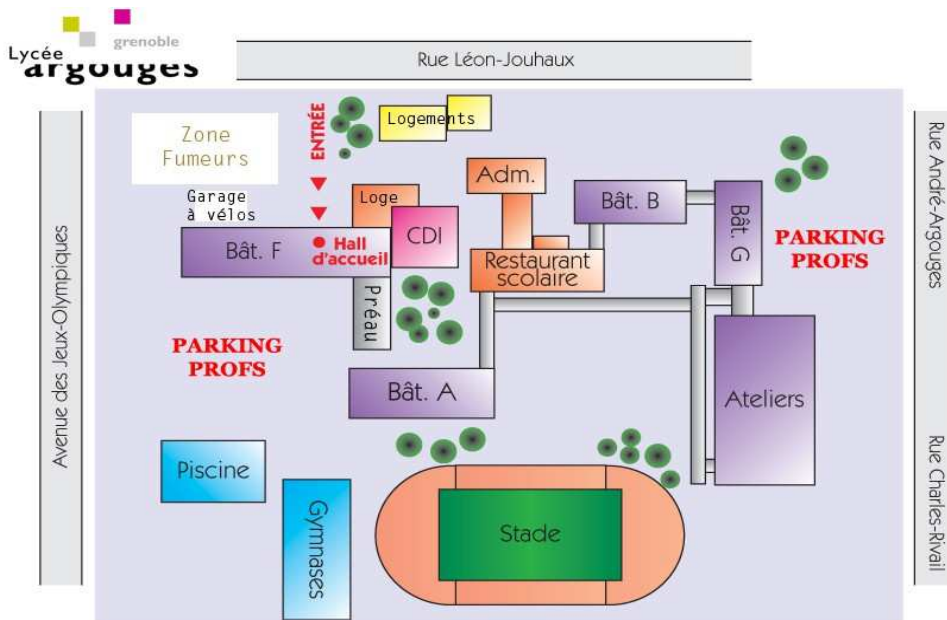 Lycée
grenoble
argouges
Rue Léon-Jouhaux
Avenue des Jeux-Olympiques
Rue André-Argouges
Rue Charles-Rivail
Zone
Fumeurs
ENTRÉE
Logements
Garage
à vélos
Loge
Adm.
Bât. B
Bât. G
PARKING
PROFS
Bât. F
Hall
d'accueil
CDI
Restaurant
scolaire
Préau
PARKING
PROFS
Bât. A
Ateliers
Piscine
Gymnases
Stade